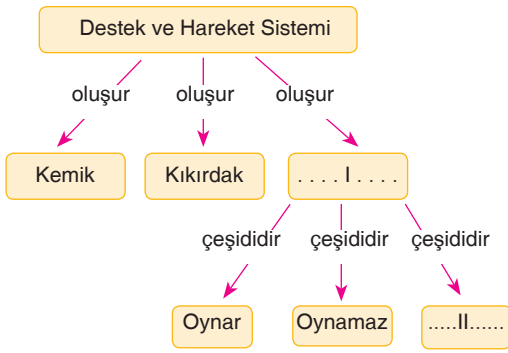 Destek ve Hareket Sistemi
oluşur oluşur oluşur
Kemik Kıkırdak . . . . I . . . .
çeşididir çeşididir çeşididir
Oynar Oynamaz .....II......